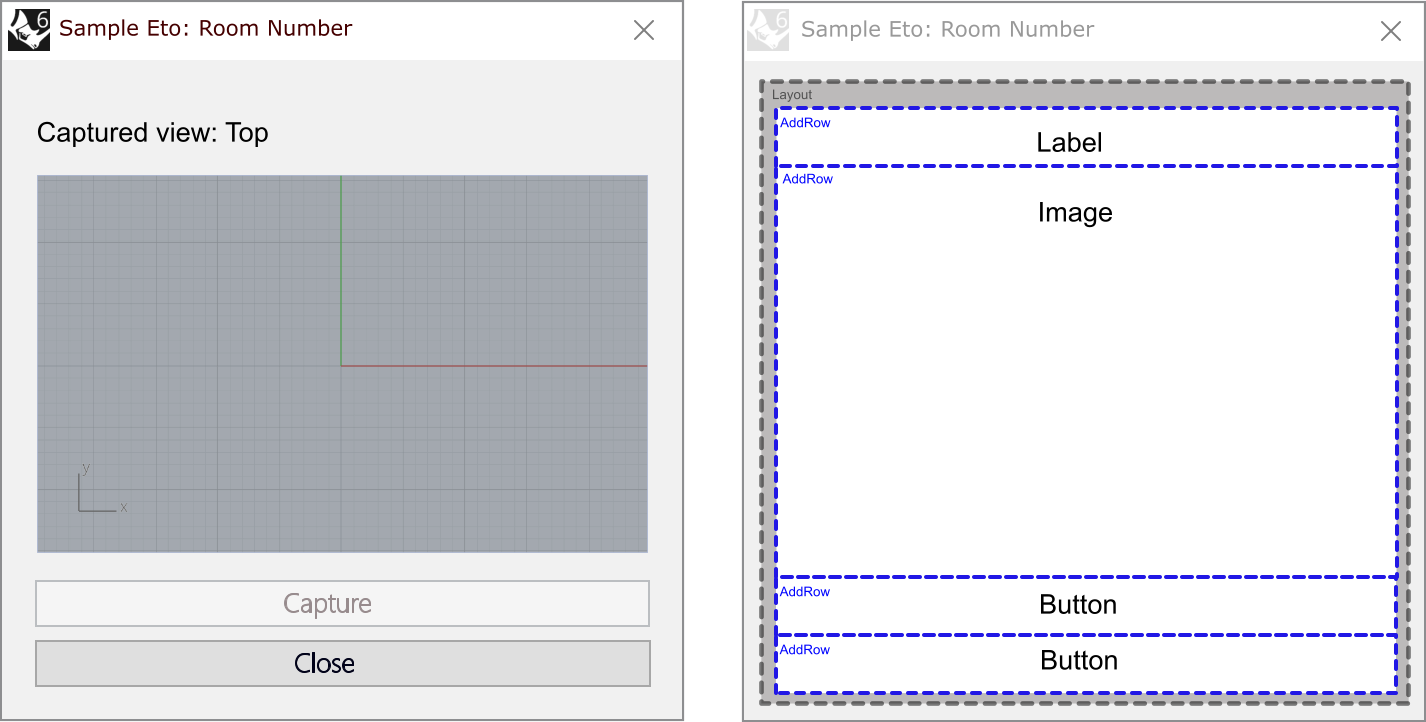 6
Sample Eto: Room Number
Captured view: Top
y
x
Capture
Close
6
Sample Eto: Room Number
Layout
AddRow
Label
AddRow
Image
AddRow
Button
AddRow
Button